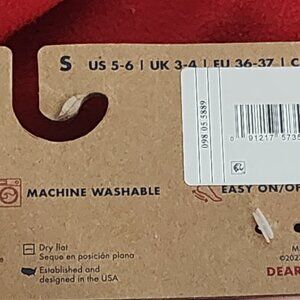 S US 5-6 | UK 3-4 | EU 36-37 | C
098 05 5889
0 91217 5735
MACHINE WASHABLE
EASY ON/OF
Dry flat
Seque en posición plana
Established and
designed in the USA
M
DEAR